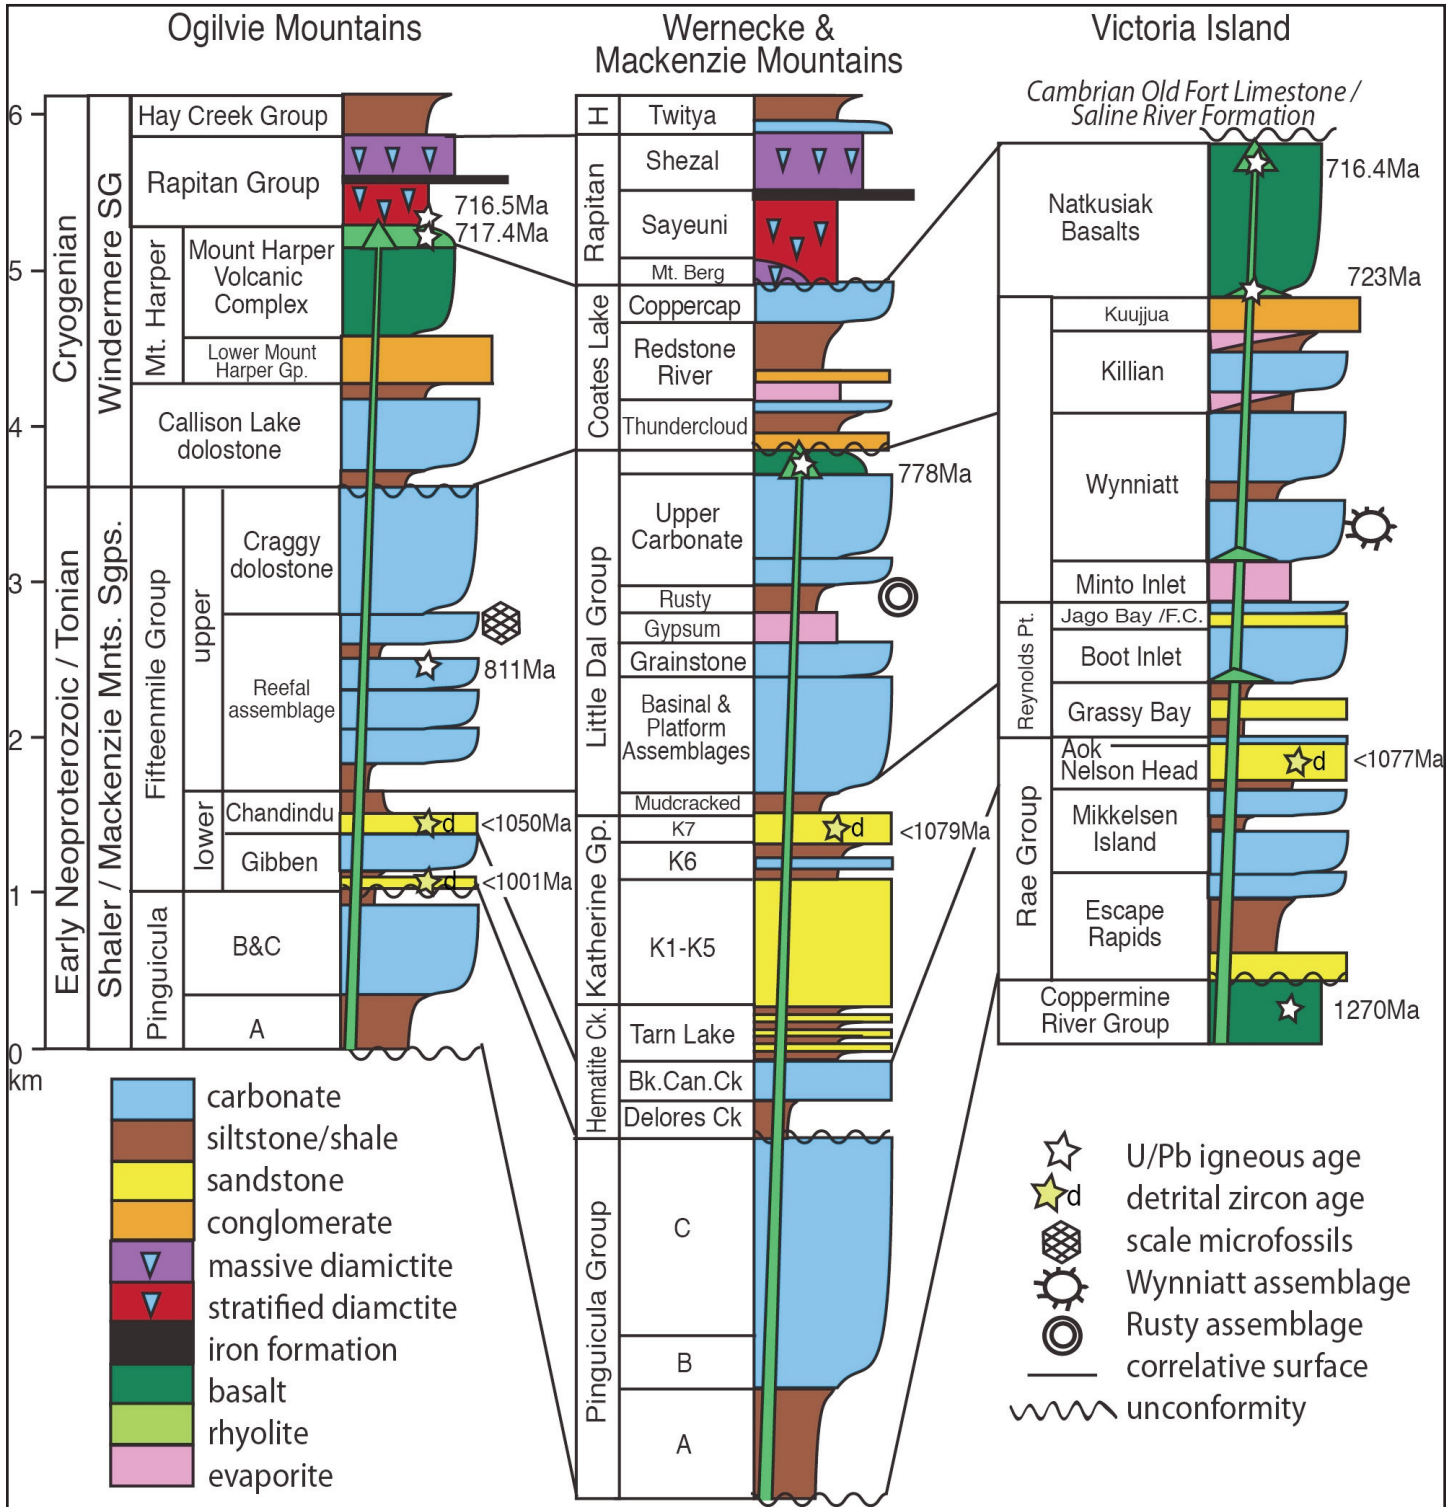 Ogilvie Mountains
Wernecke &
Mackenzie Mountains
Victoria Island
Cambrian Old Fort Limestone /
Saline River Formation
6
5
4
3
2
1
0
km
Cryogenian
Early Neoproterozoic / Tonian
Windermere SG
Shaler / Mackenzie Mnts. Sgps.
Hay Creek Group
Rapitan Group
Mt. Harper
Mount Harper
Volcanic
Complex
Lower Mount
Harper Gp.
Callison Lake
dolostone
Fifteenmile Group
upper
Craggy
dolostone
Reefal
assemblage
lower
Chandindu
Gibben
Pinguicula
B&C
A
716.5Ma
717.4Ma
811Ma
d
<1050Ma
d
<1001Ma
H
Twitya
Rapitan
Shezal
Sayeuni
Mt. Berg
Coates Lake
Coppercap
Redstone
River
Thundercloud
Little Dal Group
Upper
Carbonate
Rusty
Gypsum
Grainstone
Basinal &
Platform
Assemblages
Mudcracked
Katherine Gp.
K7
K6
K1-K5
Hematite Ck.
Tarn Lake
Bk.Can.Ck
Delores Ck
Pinguicula Group
C
B
A
778Ma
d
<1079Ma
Natkusiak
Basalts
Kuujjua
Killian
Wynniatt
Minto Inlet
Reynolds Pt.
Jago Bay /F.C.
Boot Inlet
Grassy Bay
Rae Group
Aok
Nelson Head
Mikkelsen
Island
Escape
Rapids
Coppermine
River Group
716.4Ma
723Ma
d
<1077Ma
1270Ma
carbonate
siltstone/shale
sandstone
conglomerate
massive diamictite
stratified diamctite
iron formation
basalt
rhyolite
evaporite
U/Pb igneous age
d
detrital zircon age
scale microfossils
Wynniatt assemblage
Rusty assemblage
correlative surface
unconformity